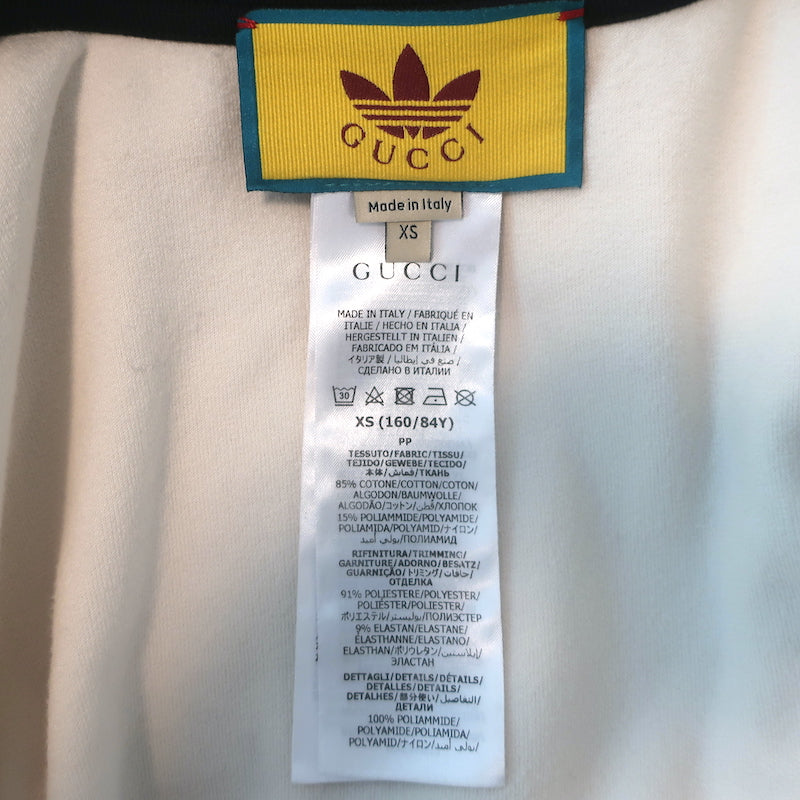 GUCCI
Made in Italy
XS
GUCCI
MADE IN ITALY / FABRIQUÉ EN
ITALIE / HECHO EN ITALIA /
HERGESTELLT IN ITALIEN /
FABRICADO EM ITÁLIA /
イタリア製 / صنع في إيطاليا /
СДЕЛАНО В ИТАЛИИ
30
XS (160/84Y)
PP
TESSUTO/FABRIC/TISSU/
TEJIDO/GEWEBE/TECIDO/
本体/قماش/ТКАНЬ
85% COTONE/COTTON/COTON/
ALGODON/BAUMWOLLE/
ALGODÃO/コットン/قطن/ХЛОПОК
15% POLIAMMIDE/POLYAMIDE/
POLIAMIDA/POLYAMID/ナイロン/
بولي أميد/ПОЛИАМИД
RIFINITURA/TRIMMING/
GARNITURE/ADORNO/BESATZ/
GUARNIÇÃO/トリミング/حافات/
ОТДЕЛКА
91% POLIESTERE/POLYESTER/
POLIÉSTER/POLIESTER/
ポリエステル/بوليستر/ПОЛИЭСТЕР
9% ELASTAN/ELASTANE/
ELASTHANNE/ELASTANO/
ELASTHAN/ポリウレタン/إيلاستين/
ЭЛАСТАН
DETTAGLI/DETAILS/DÉTAILS/
DETALLES/DETAILS/
DETALHES/部分使い/التفاصيل/
ДЕТАЛИ
100% POLIAMMIDE/
POLYAMIDE/POLIAMIDA/
POLYAMID/ナイロン/بولي أميد/